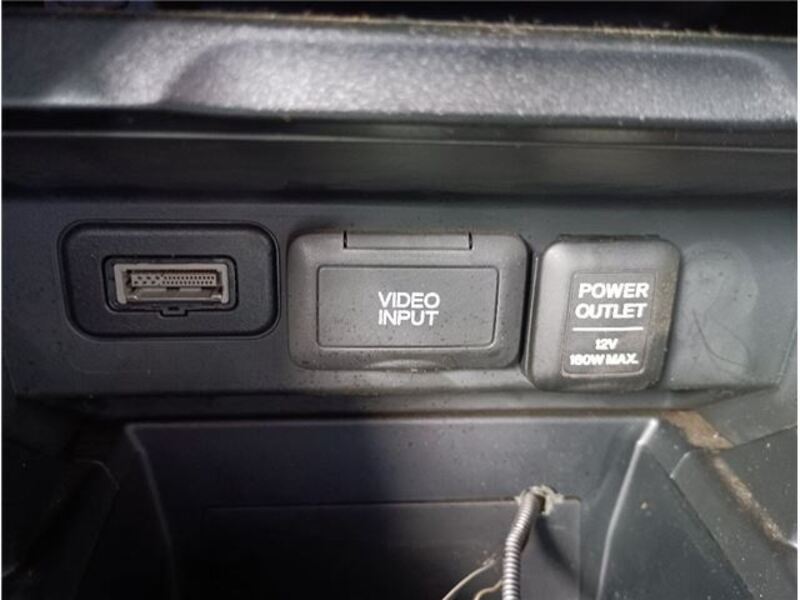 VIDEO
INPUT
POWER
OUTLET
12V
180W MAX.